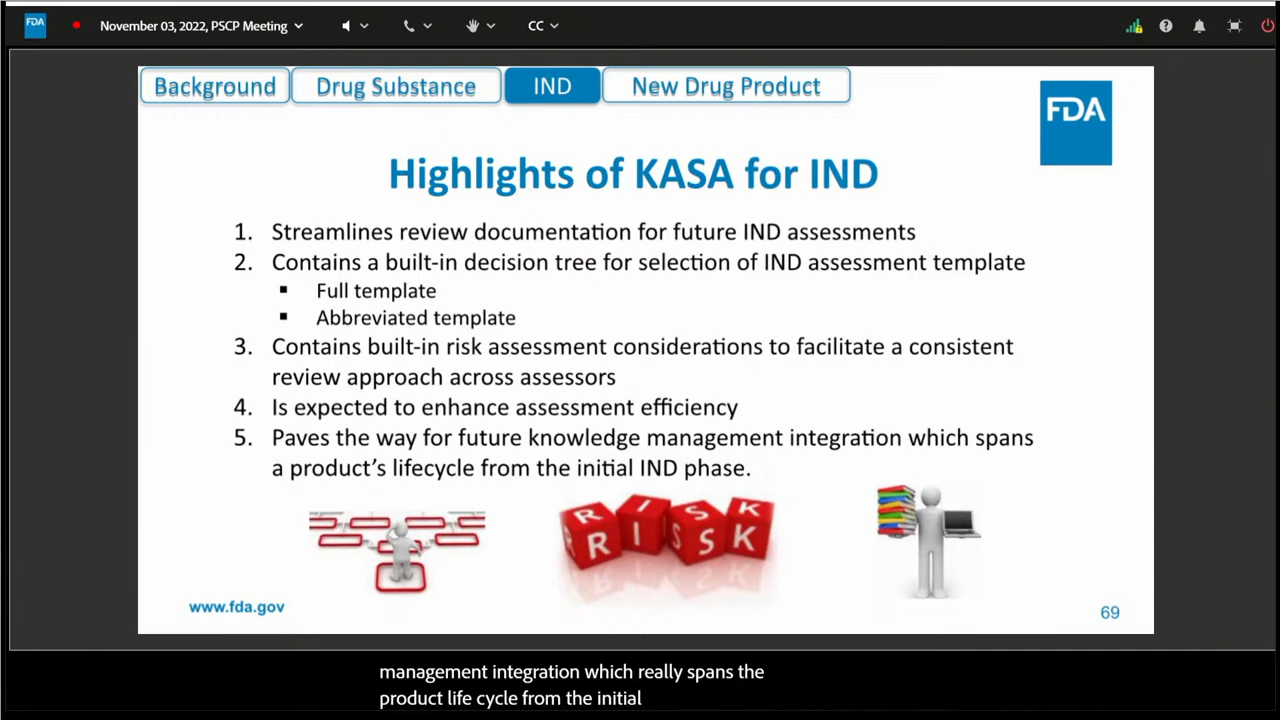 FDA
November 03, 2022, PSCP Meeting
CC
Background
Drug Substance
IND
New Drug Product
FDA
Highlights of KASA for IND
1. Streamlines review documentation for future IND assessments
2. Contains a built-in decision tree for selection of IND assessment template
▪ Full template
▪ Abbreviated template
3. Contains built-in risk assessment considerations to facilitate a consistent
review approach across assessors
4. Is expected to enhance assessment efficiency
5. Paves the way for future knowledge management integration which spans
a product's lifecycle from the initial IND phase.
R I S K
R I S K
www.fda.gov
69
management integration which really spans the
product life cycle from the initial